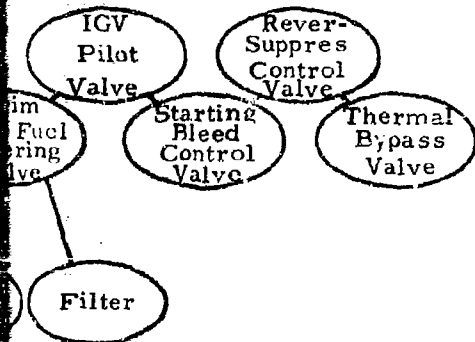 IGV
Pilot
Valve
Rever-
Suppres
Control
Valve
Fuel
Starting
Bleed
Control
Valve
Thermal
Bypass
Valve
Filter